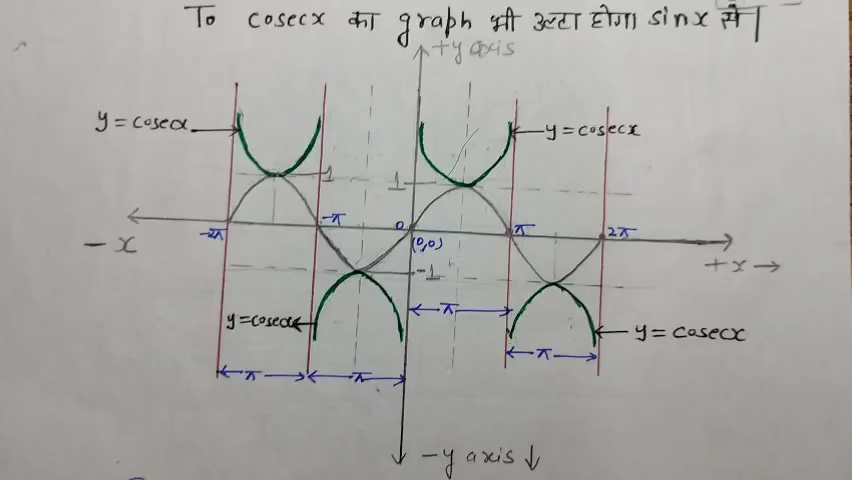 To cosecx का graph भी उल्टा होगा sinx से |
+y axis
y = cosecx
y = cosecx
1
1
-2π
-π
0
π
2π
(0,0)
- x
+x →
-1
π
y = cosecx
y = cosecx
π
π
π
-y axis ↓